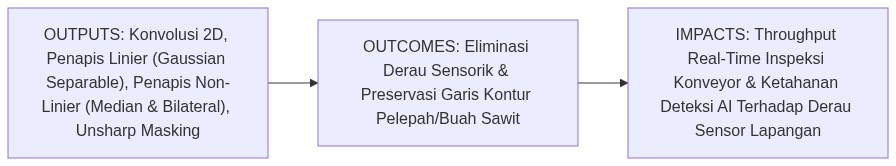 OUTPUTS: Konvolusi 2D,
Penapis Linier (Gaussian
Separable), Penapis Non-
Linier (Median & Bilateral),
Unsharp Masking
OUTCOMES: Eliminasi
Derau Sensorik &
Preservasi Garis Kontur
Pelepah/Buah Sawit
IMPACTS: Throughput
Real-Time Inspeksi
Konveyor & Ketahanan
Deteksi AI Terhadap Derau
Sensor Lapangan